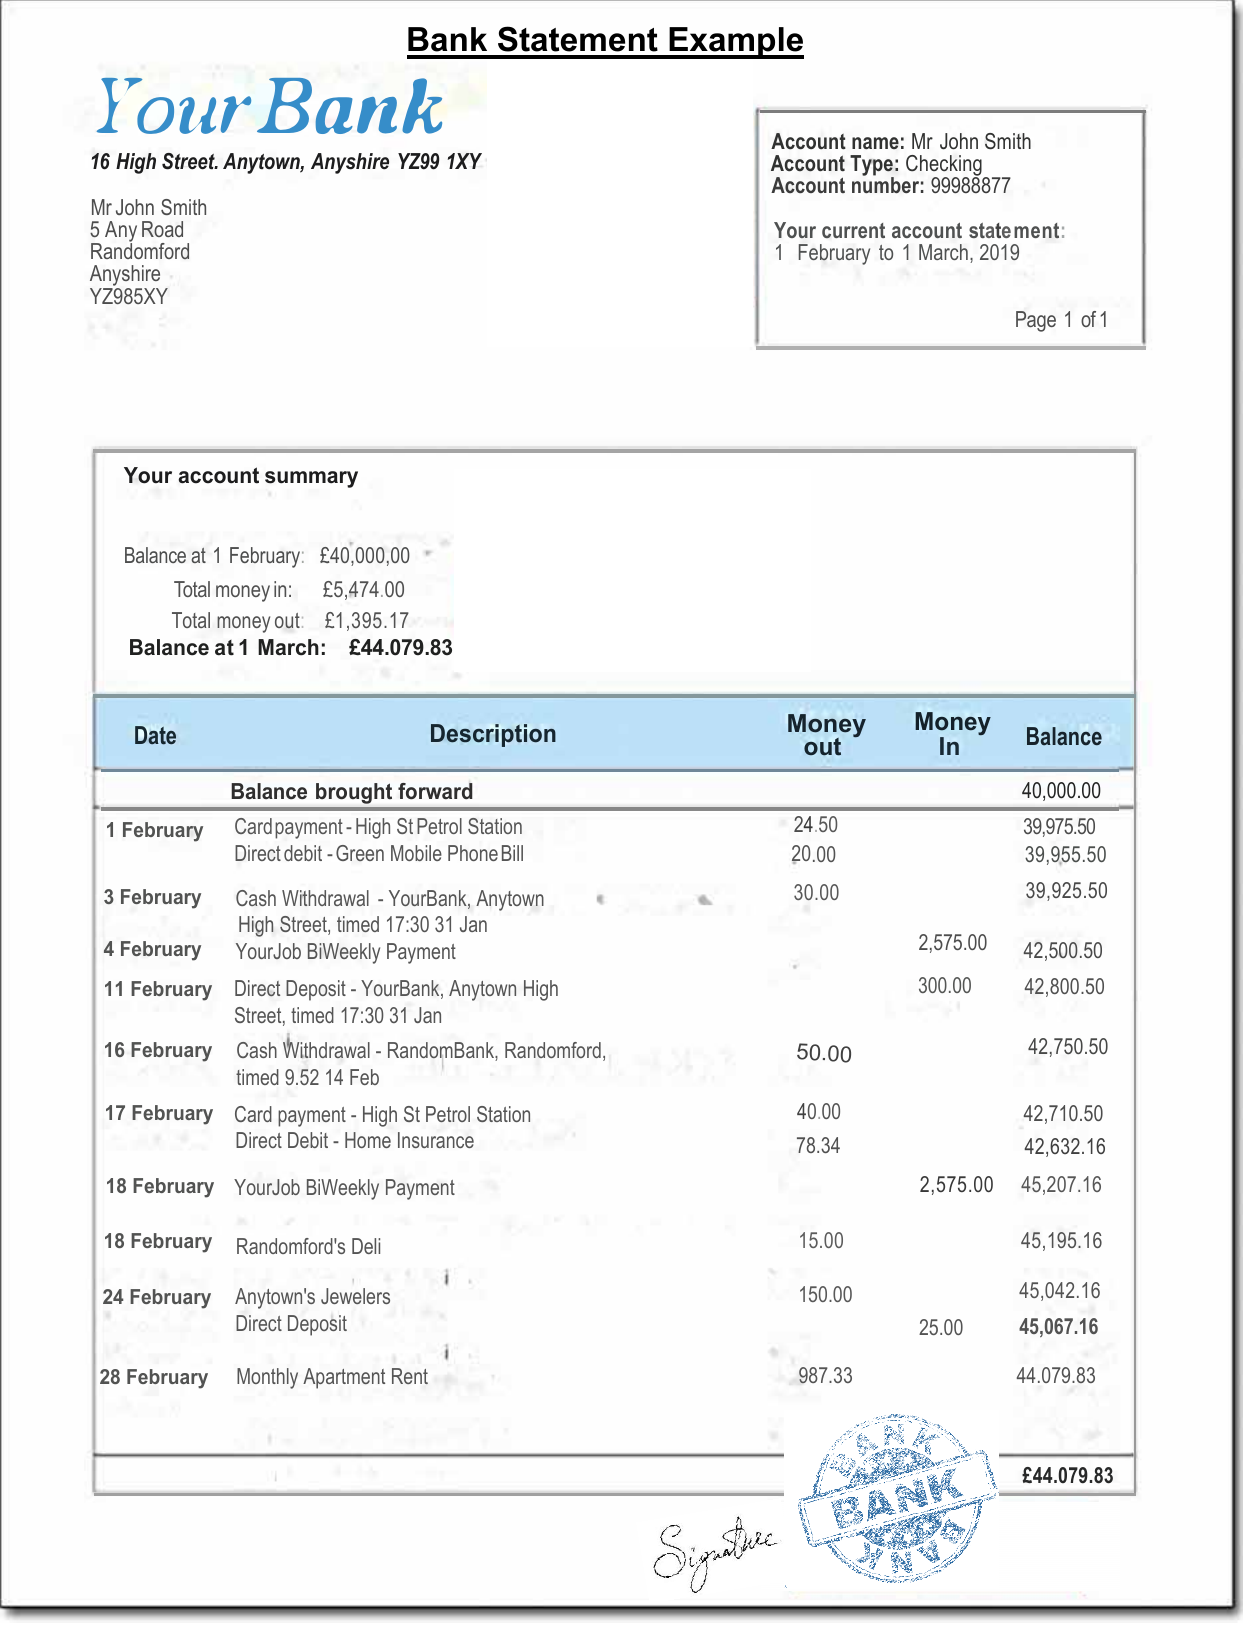 Bank Statement Example
YourBank
16 High Street. Anytown, Anyshire YZ99 1XY
Mr John Smith
5 Any Road
Randomford
Anyshire
YZ985XY
Account name: Mr John Smith
Account Type: Checking
Account number: 99988877
Your current account statement:
1 February to 1 March, 2019
Page 1 of 1
Your account summary
Balance at 1 February: £40,000,00
Total money in: £5,474.00
Total money out: £1,395.17
Balance at 1 March: £44.079.83
Date Description Money out Money In Balance
Balance brought forward 40,000.00
1 February Card payment - High St Petrol Station 24.50 39,975.50
Direct debit - Green Mobile Phone Bill 20.00 39,955.50
3 February Cash Withdrawal - YourBank, Anytown 30.00 39,925.50
High Street, timed 17:30 31 Jan
4 February YourJob BiWeekly Payment 2,575.00 42,500.50
11 February Direct Deposit - YourBank, Anytown High 300.00 42,800.50
Street, timed 17:30 31 Jan
16 February Cash Withdrawal - RandomBank, Randomford, 50.00 42,750.50
timed 9.52 14 Feb
17 February Card payment - High St Petrol Station 40.00 42,710.50
Direct Debit - Home Insurance 78.34 42,632.16
18 February YourJob BiWeekly Payment 2,575.00 45,207.16
18 February Randomford's Deli 15.00 45,195.16
24 February Anytown's Jewelers 150.00 45,042.16
Direct Deposit 25.00 45,067.16
28 February Monthly Apartment Rent 987.33 44.079.83
£44.079.83
BANK
BANK
BANK
Signature